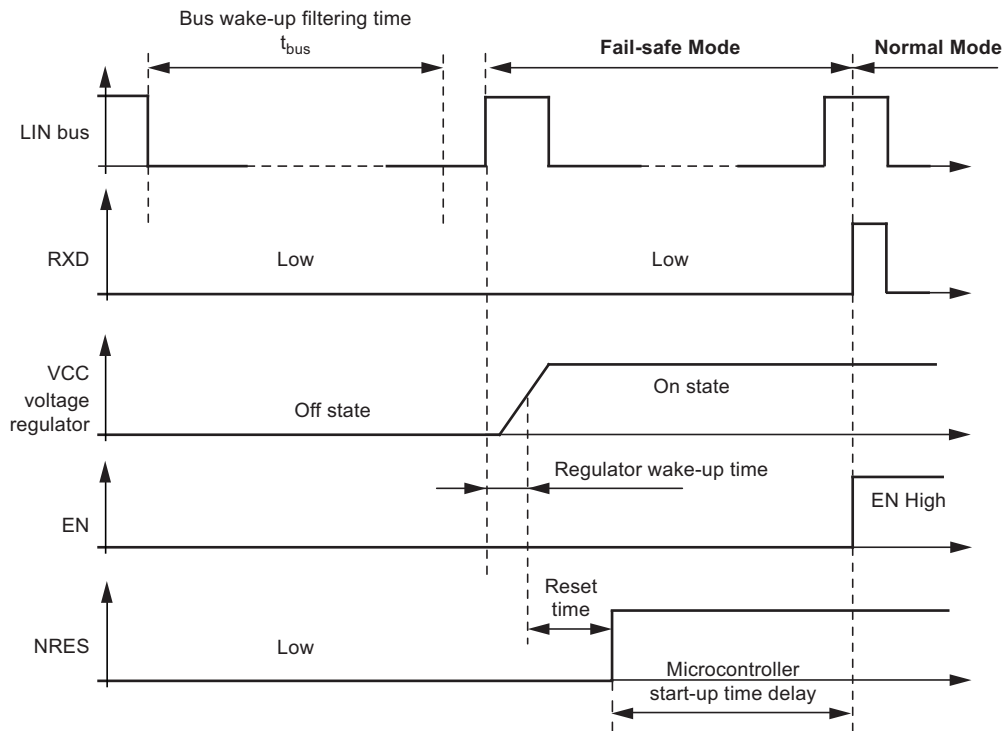 Bus wake-up filtering time
t_bus
Fail-safe Mode
Normal Mode
LIN bus
RXD
Low
Low
VCC
voltage
regulator
Off state
On state
Regulator wake-up time
EN
EN High
Reset
time
NRES
Low
Microcontroller
start-up time delay